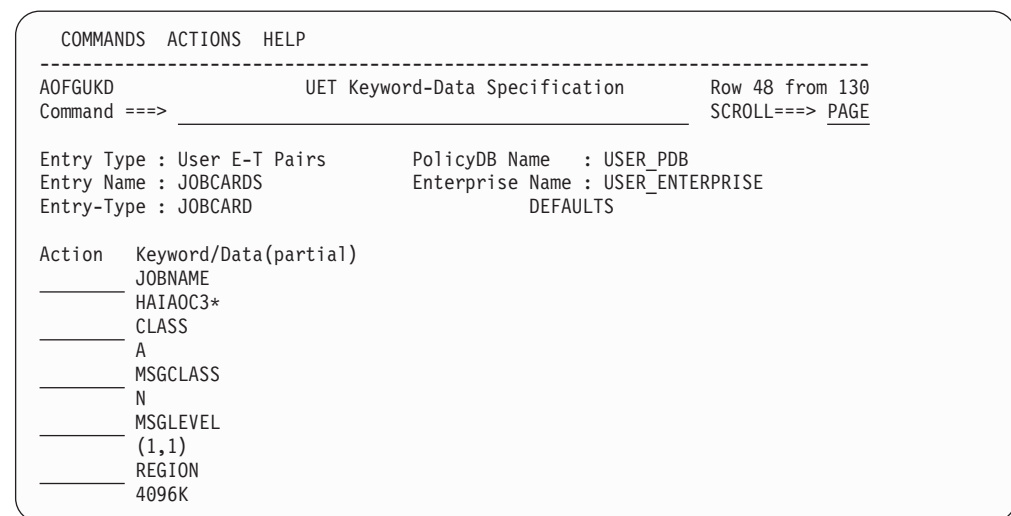 COMMANDS ACTIONS HELP
-------------------------------------------------------------------------------
AOFGUKD UET Keyword-Data Specification Row 48 from 130
Command ===> SCROLL===> PAGE
Entry Type : User E-T Pairs PolicyDB Name : USER_PDB
Entry Name : JOBCARDS Enterprise Name : USER_ENTERPRISE
Entry-Type : JOBCARD DEFAULTS
Action Keyword/Data(partial)
JOBNAME
HAIAOC3*
CLASS
A
MSGCLASS
N
MSGLEVEL
(1,1)
REGION
4096K